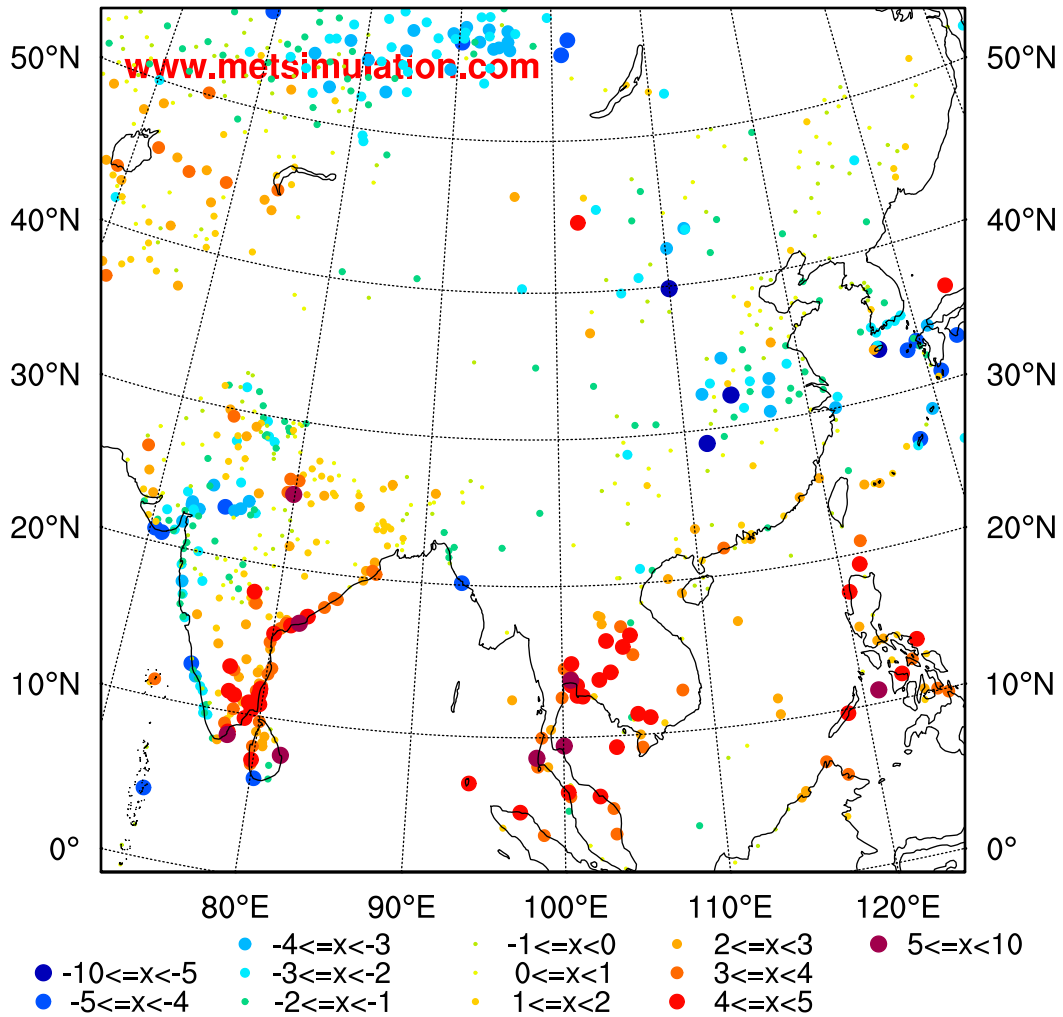 50°N 50°N
www.metsimulation.com
40°N 40°N
30°N 30°N
20°N 20°N
10°N 10°N
0° 0°
80°E 90°E 100°E 110°E 120°E
-4<=x<-3 -1<=x<0 2<=x<3 5<=x<10
-10<=x<-5 -3<=x<-2 0<=x<1 3<=x<4
-5<=x<-4 -2<=x<-1 1<=x<2 4<=x<5